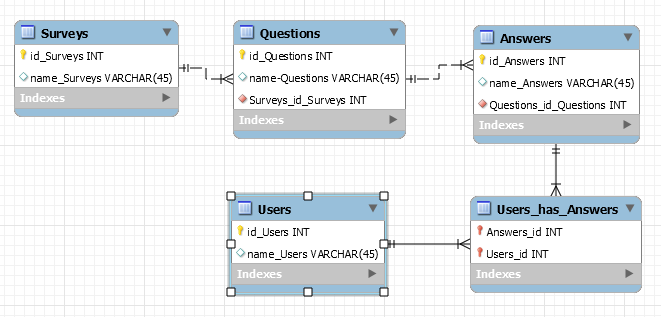 Surveys
id_Surveys INT
name_Surveys VARCHAR(45)
Indexes
Questions
id_Questions INT
name-Questions VARCHAR(45)
Surveys_id_Surveys INT
Indexes
Answers
id_Answers INT
name_Answers VARCHAR(45)
Questions_id_Questions INT
Indexes
Users
id_Users INT
name_Users VARCHAR(45)
Indexes
Users_has_Answers
Answers_id INT
Users_id INT
Indexes